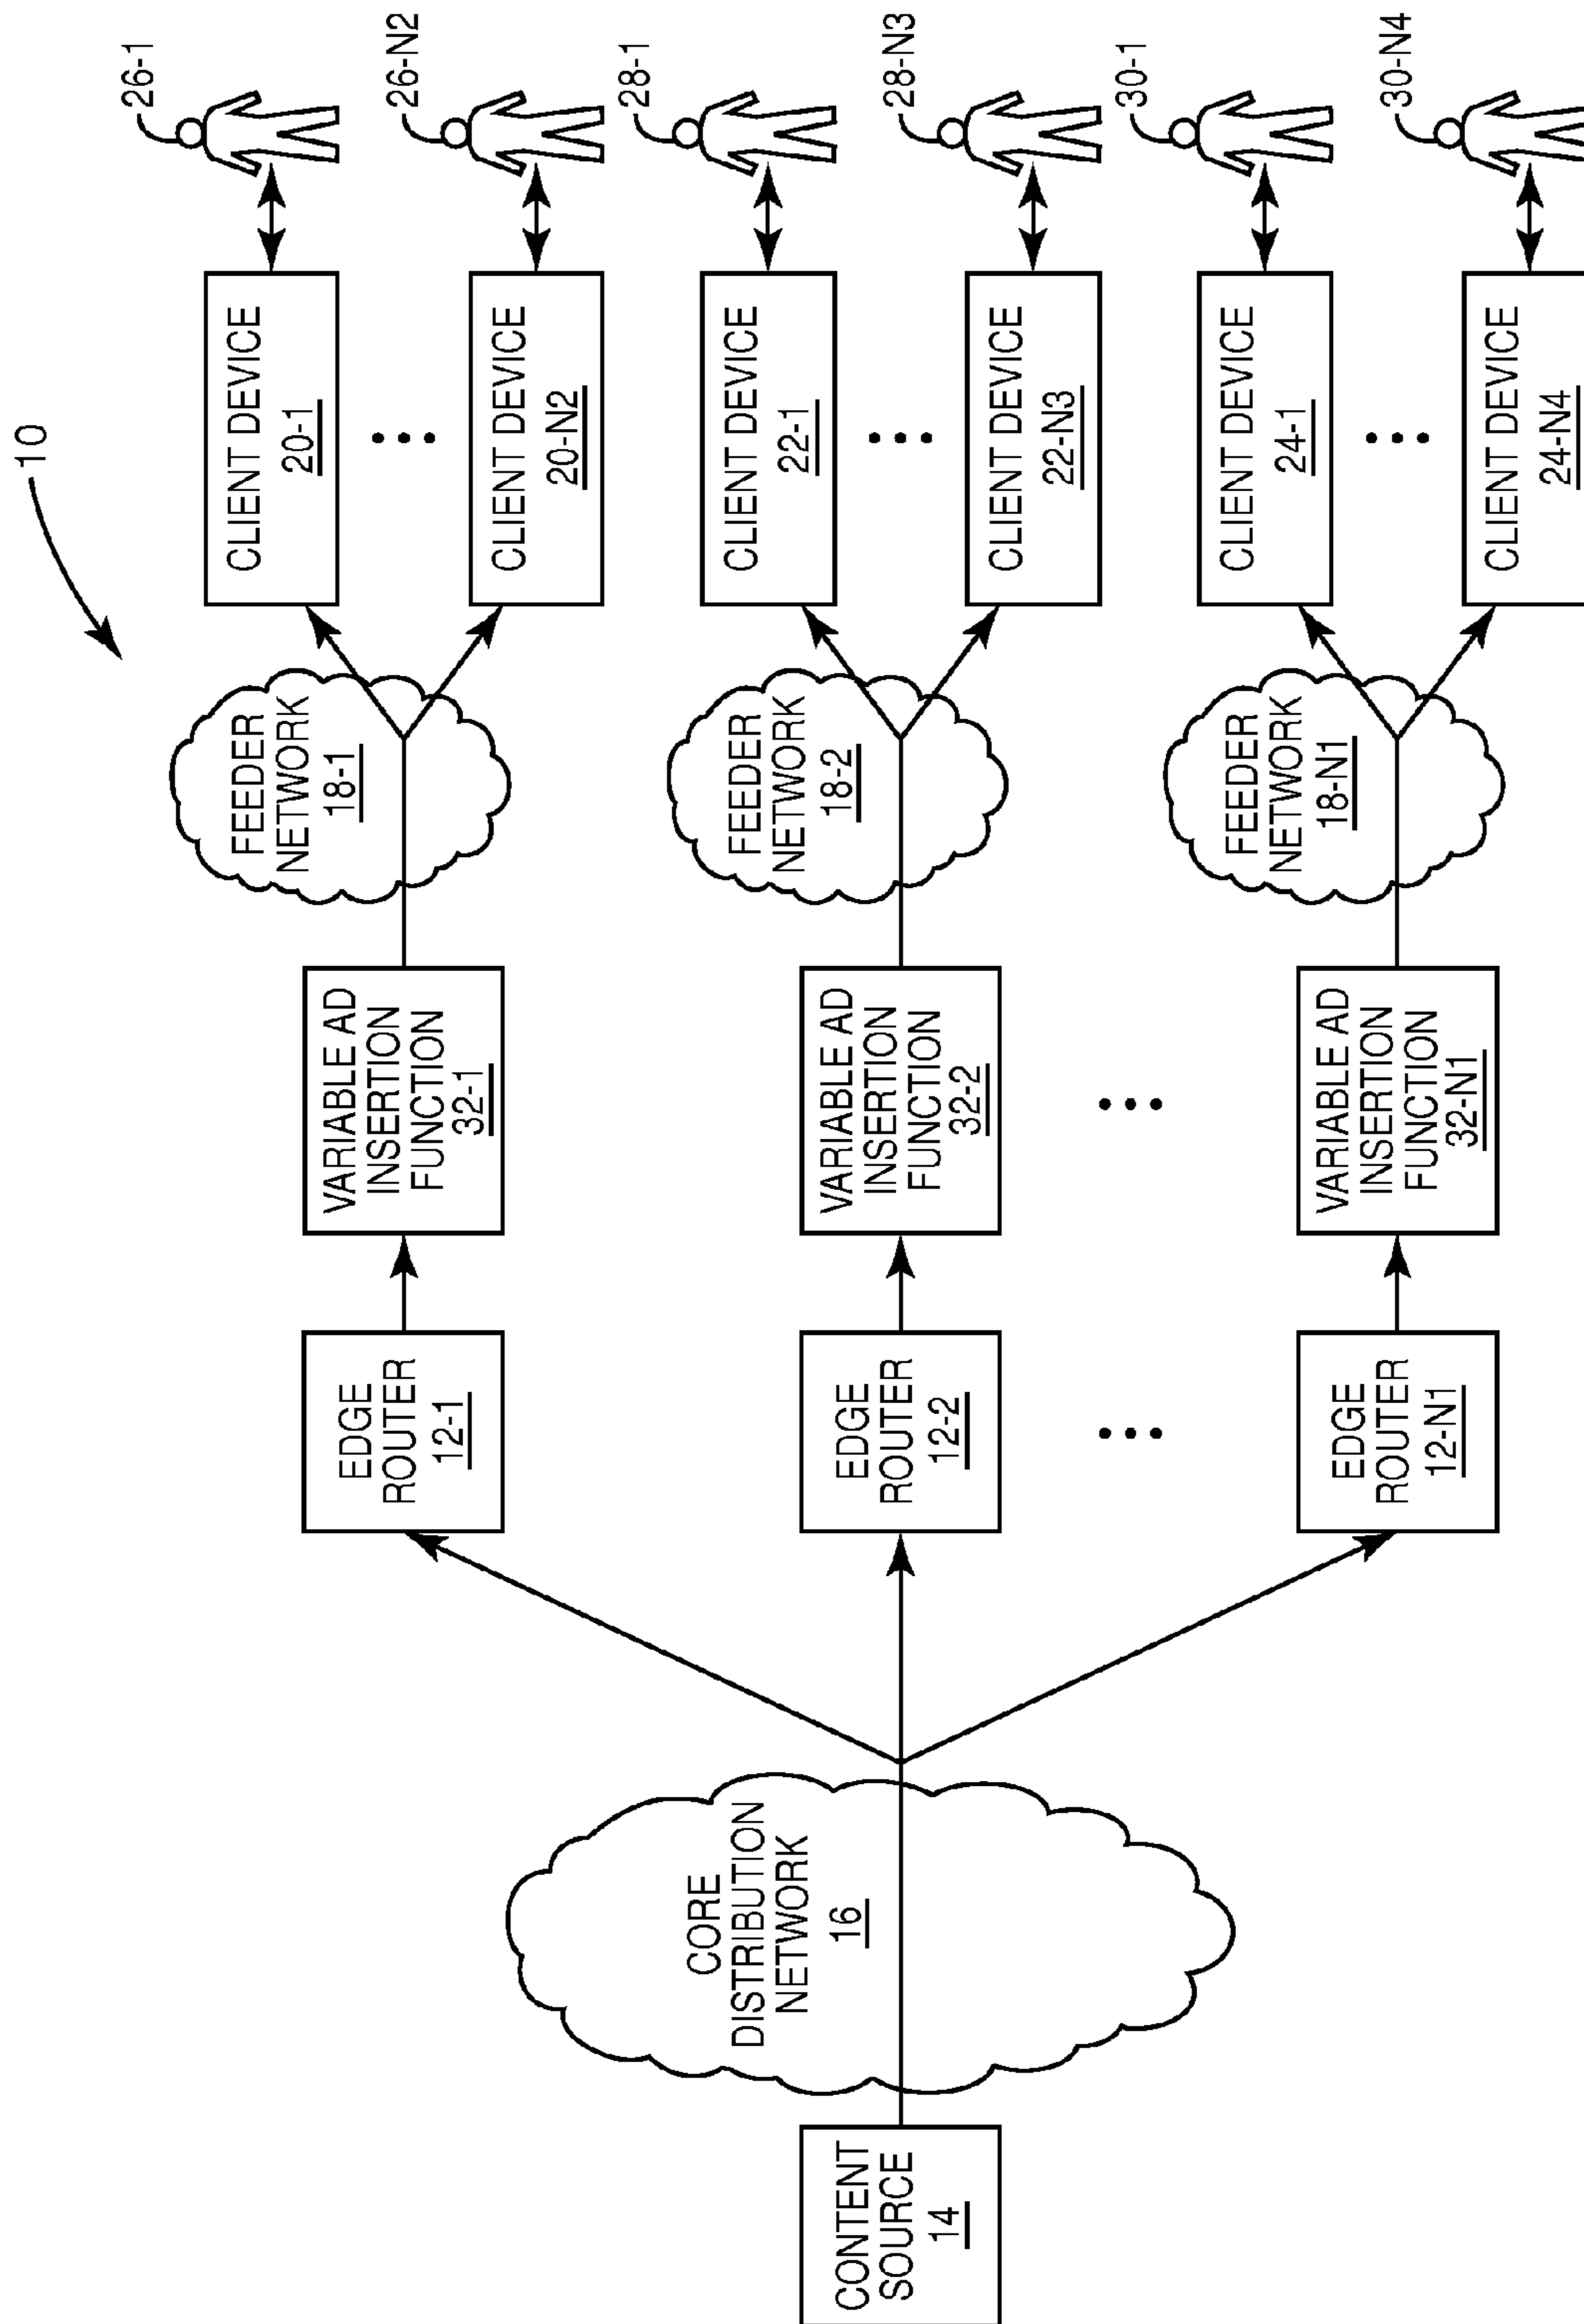 10
CONTENT
SOURCE
14
CORE
DISTRIBUTION
NETWORK
16
EDGE
ROUTER
12-1
VARIABLE AD
INSERTION
FUNCTION
32-1
FEEDER
NETWORK
18-1
CLIENT DEVICE
20-1
26-1
CLIENT DEVICE
20-N2
26-N2
EDGE
ROUTER
12-2
VARIABLE AD
INSERTION
FUNCTION
32-2
FEEDER
NETWORK
18-2
CLIENT DEVICE
22-1
28-1
CLIENT DEVICE
22-N3
28-N3
EDGE
ROUTER
12-N1
VARIABLE AD
INSERTION
FUNCTION
32-N1
FEEDER
NETWORK
18-N1
CLIENT DEVICE
24-1
30-1
CLIENT DEVICE
24-N4
30-N4